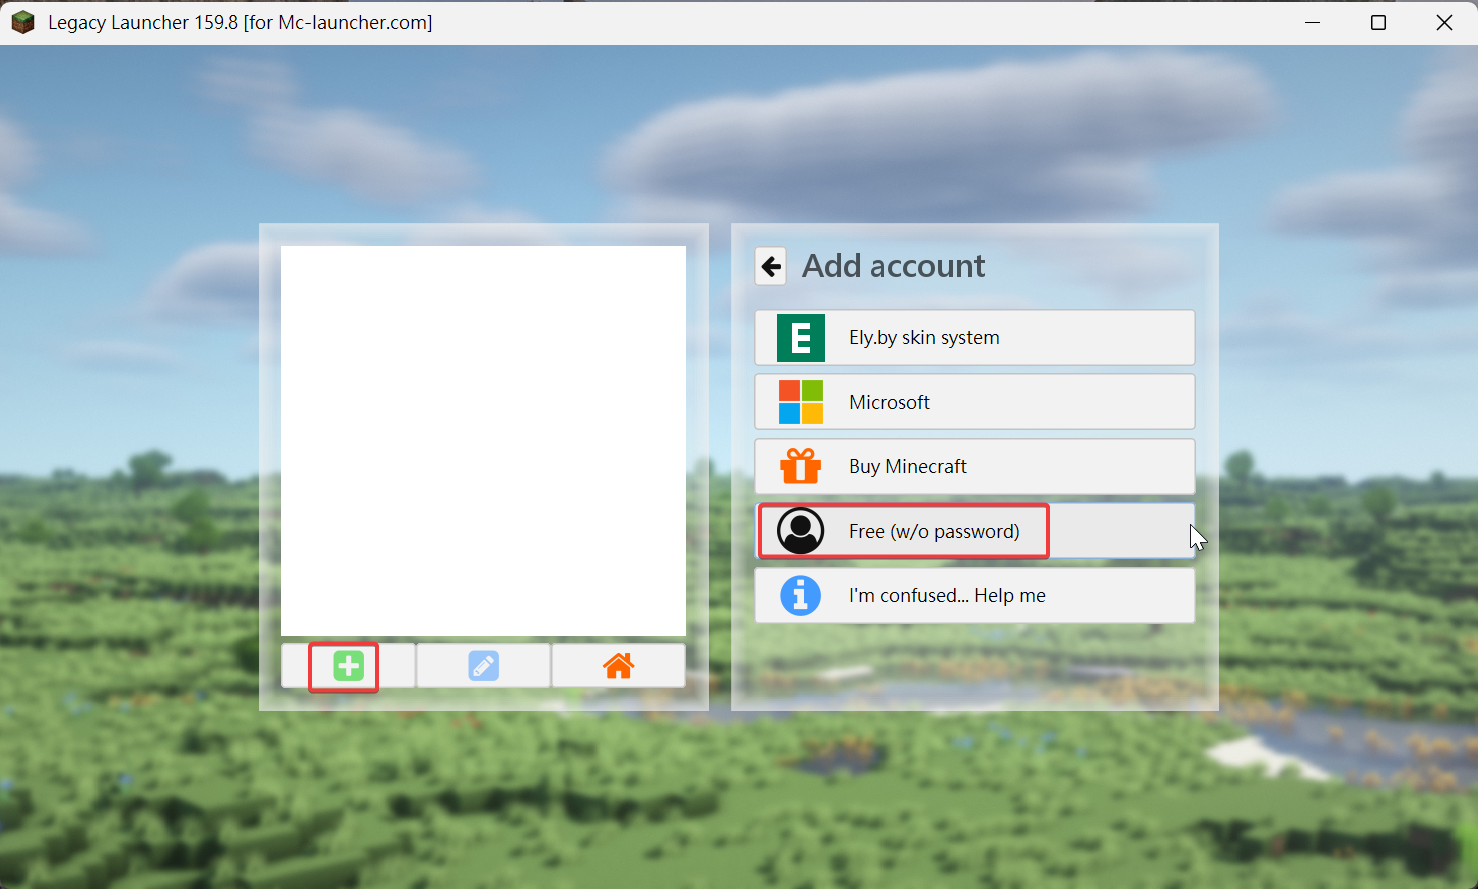 Legacy Launcher 159.8 [for Mc-launcher.com]
Add account
E
Ely.by skin system
Microsoft
Buy Minecraft
Free (w/o password)
I'm confused... Help me